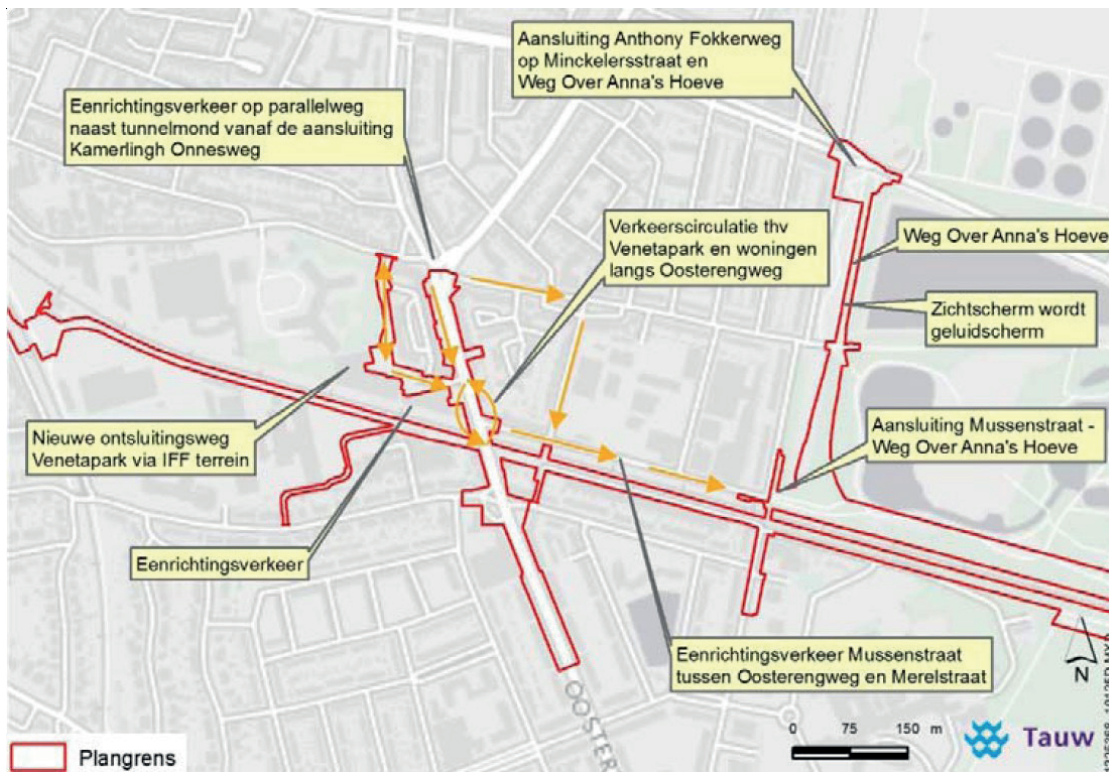 Aansluiting Anthony Fokkerweg
op Minckelersstraat en
Weg Over Anna's Hoeve
Eenrichtingsverkeer op parallelweg
naast tunnelmond vanaf de aansluiting
Kamerlingh Onnesweg
Verkeerscirculatie thv
Venetapark en woningen
langs Oosterengweg
Weg Over Anna's Hoeve
Zichtscherm wordt
geluidscherm
Nieuwe ontsluitingsweg
Venetapark via IFF terrein
Aansluiting Mussenstraat -
Weg Over Anna's Hoeve
Eenrichtingsverkeer
Eenrichtingsverkeer Mussenstraat
tussen Oosterengweg en Merelstraat
OOSTER
N
0 75 150 m
Tauw
Plangrens